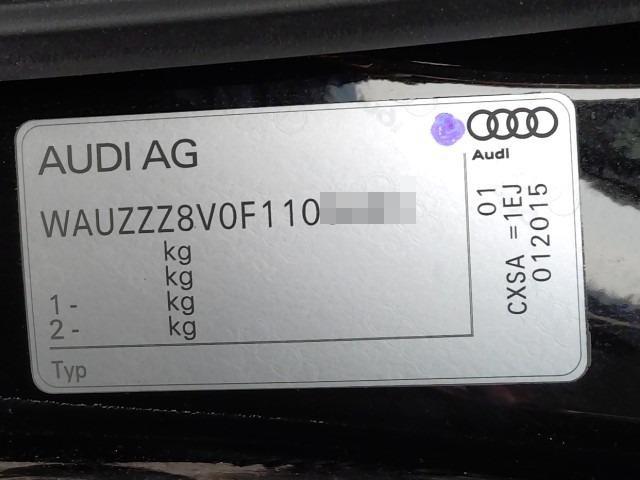 AUDI AG
Audi
WAUZZZ8V0F110
kg
kg
1- kg
2- kg
Typ
01
CXSA =1EJ
012015